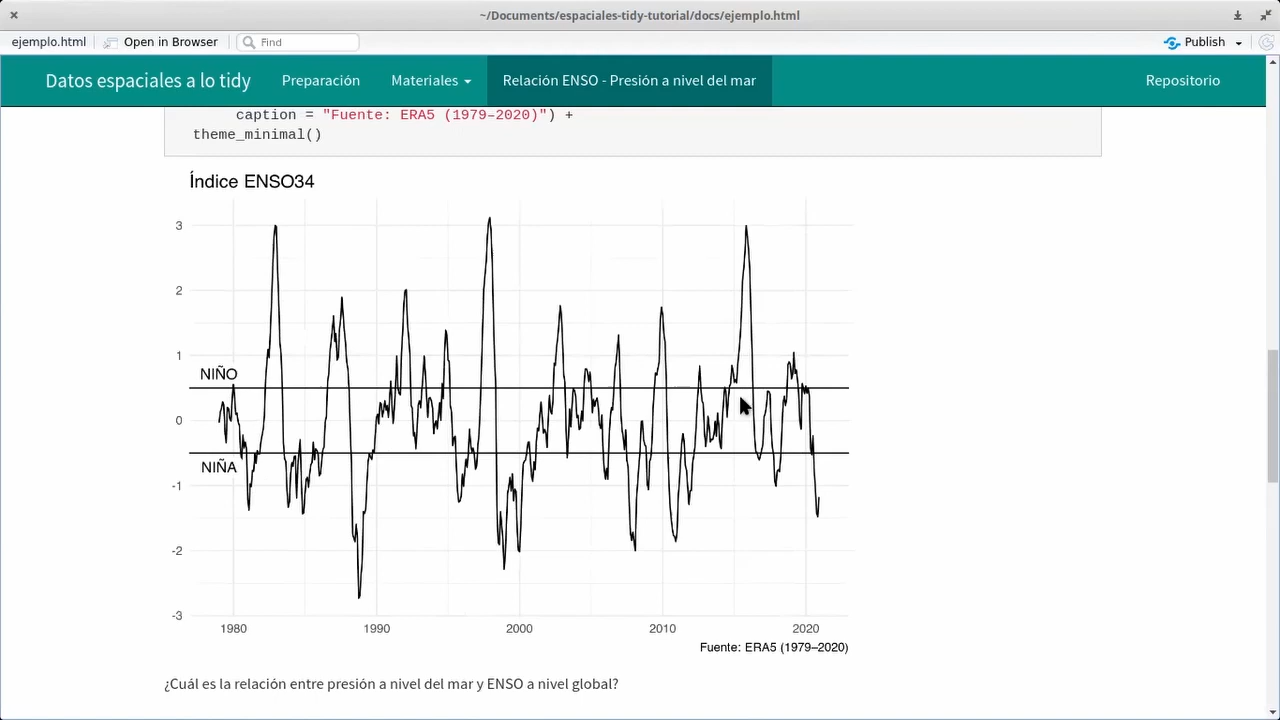 ~/Documents/espaciales-tidy-tutorial/docs/ejemplo.html
ejemplo.html Open in Browser Find Publish
Datos espaciales a lo tidy Preparación Materiales Relación ENSO - Presión a nivel del mar Repositorio
caption = "Fuente: ERA5 (1979–2020)") +
theme_minimal()
Índice ENSO34
3
2
1
NIÑO
0
NIÑA
-1
-2
-3
1980 1990 2000 2010 2020
Fuente: ERA5 (1979–2020)
¿Cuál es la relación entre presión a nivel del mar y ENSO a nivel global?